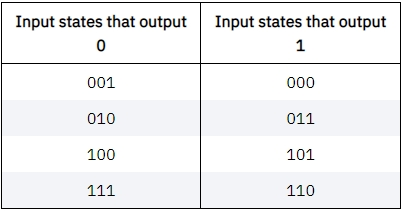 Input states that output 0 Input states that output 1
001 000
010 011
100 101
111 110